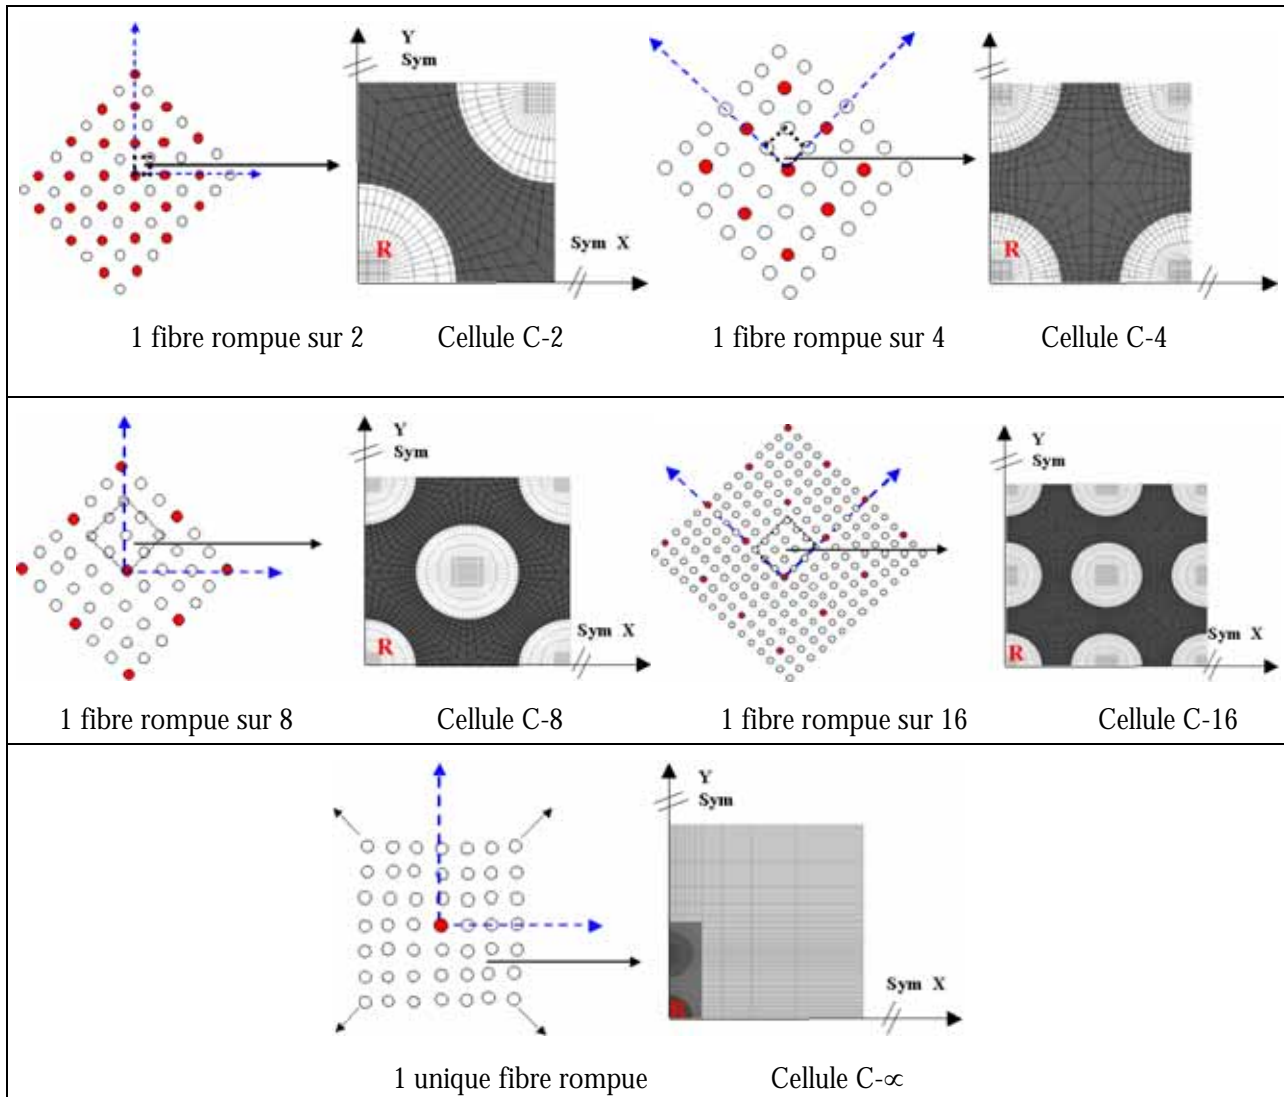 Y
Sym
R
Sym X
R
1 fibre rompue sur 2 Cellule C-2 1 fibre rompue sur 4 Cellule C-4
Y
Sym
R
Sym X
Y
Sym
R
Sym X
1 fibre rompue sur 8 Cellule C-8 1 fibre rompue sur 16 Cellule C-16
Y
Sym
Sym X
1 unique fibre rompue Cellule C-∞